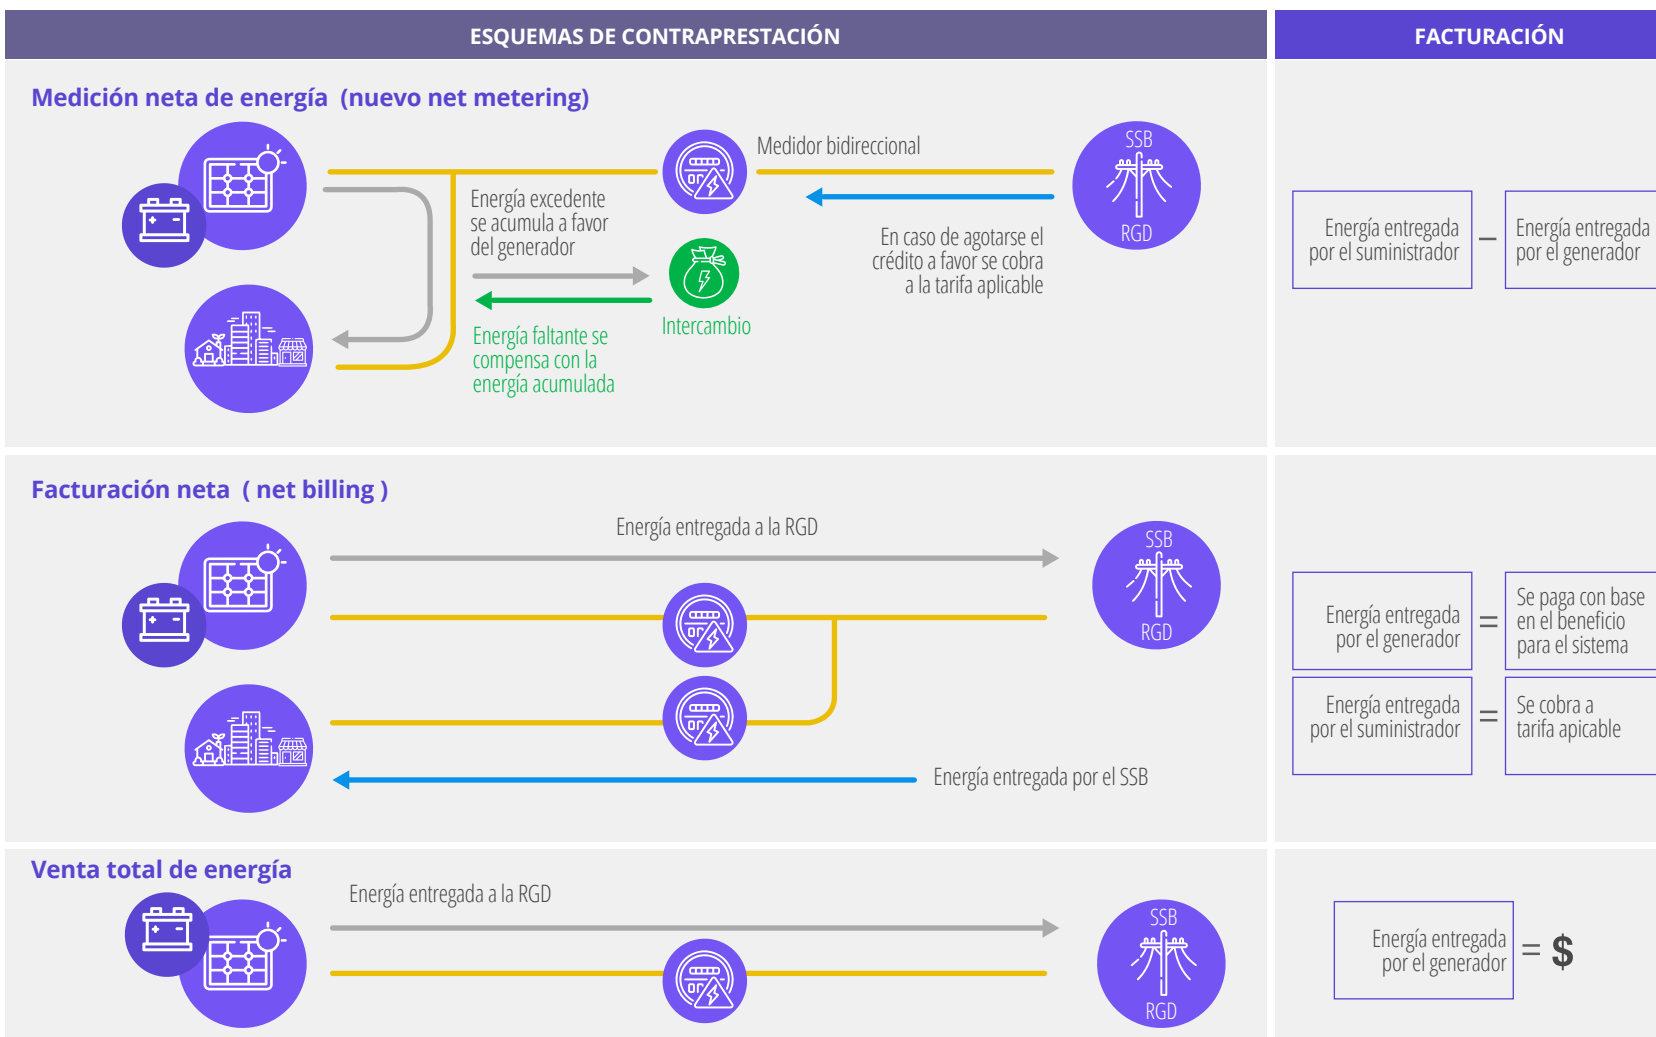 ESQUEMAS DE CONTRAPRESTACIÓN
FACTURACIÓN
Medición neta de energía (nuevo net metering)
Medidor bidireccional
SSB
RGD
Energía excedente
se acumula a favor
del generador
En caso de agotarse el
crédito a favor se cobra
a la tarifa aplicable
Intercambio
Energía faltante se
compensa con la
energía acumulada
Energía entregada
por el suministrador
–
Energía entregada
por el generador
Facturación neta ( net billing )
Energía entregada a la RGD
SSB
RGD
Energía entregada por el SSB
Energía entregada
por el generador
=
Se paga con base
en el beneficio
para el sistema
Energía entregada
por el suministrador
=
Se cobra a
tarifa apicable
Venta total de energía
Energía entregada a la RGD
SSB
RGD
Energía entregada
por el generador
= $